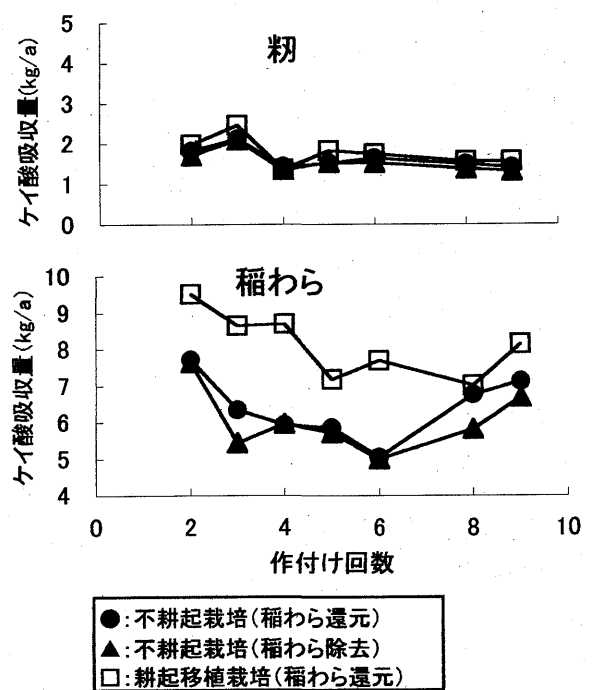 籾
ケイ酸吸収量(kg/a)
5
4
3
2
1
0
稲わら
ケイ酸吸収量(kg/a)
10
9
8
7
6
5
4
0 2 4 6 8 10
作付け回数
●:不耕起栽培(稲わら還元)
▲:不耕起栽培(稲わら除去)
□:耕起移植栽培(稲わら還元)